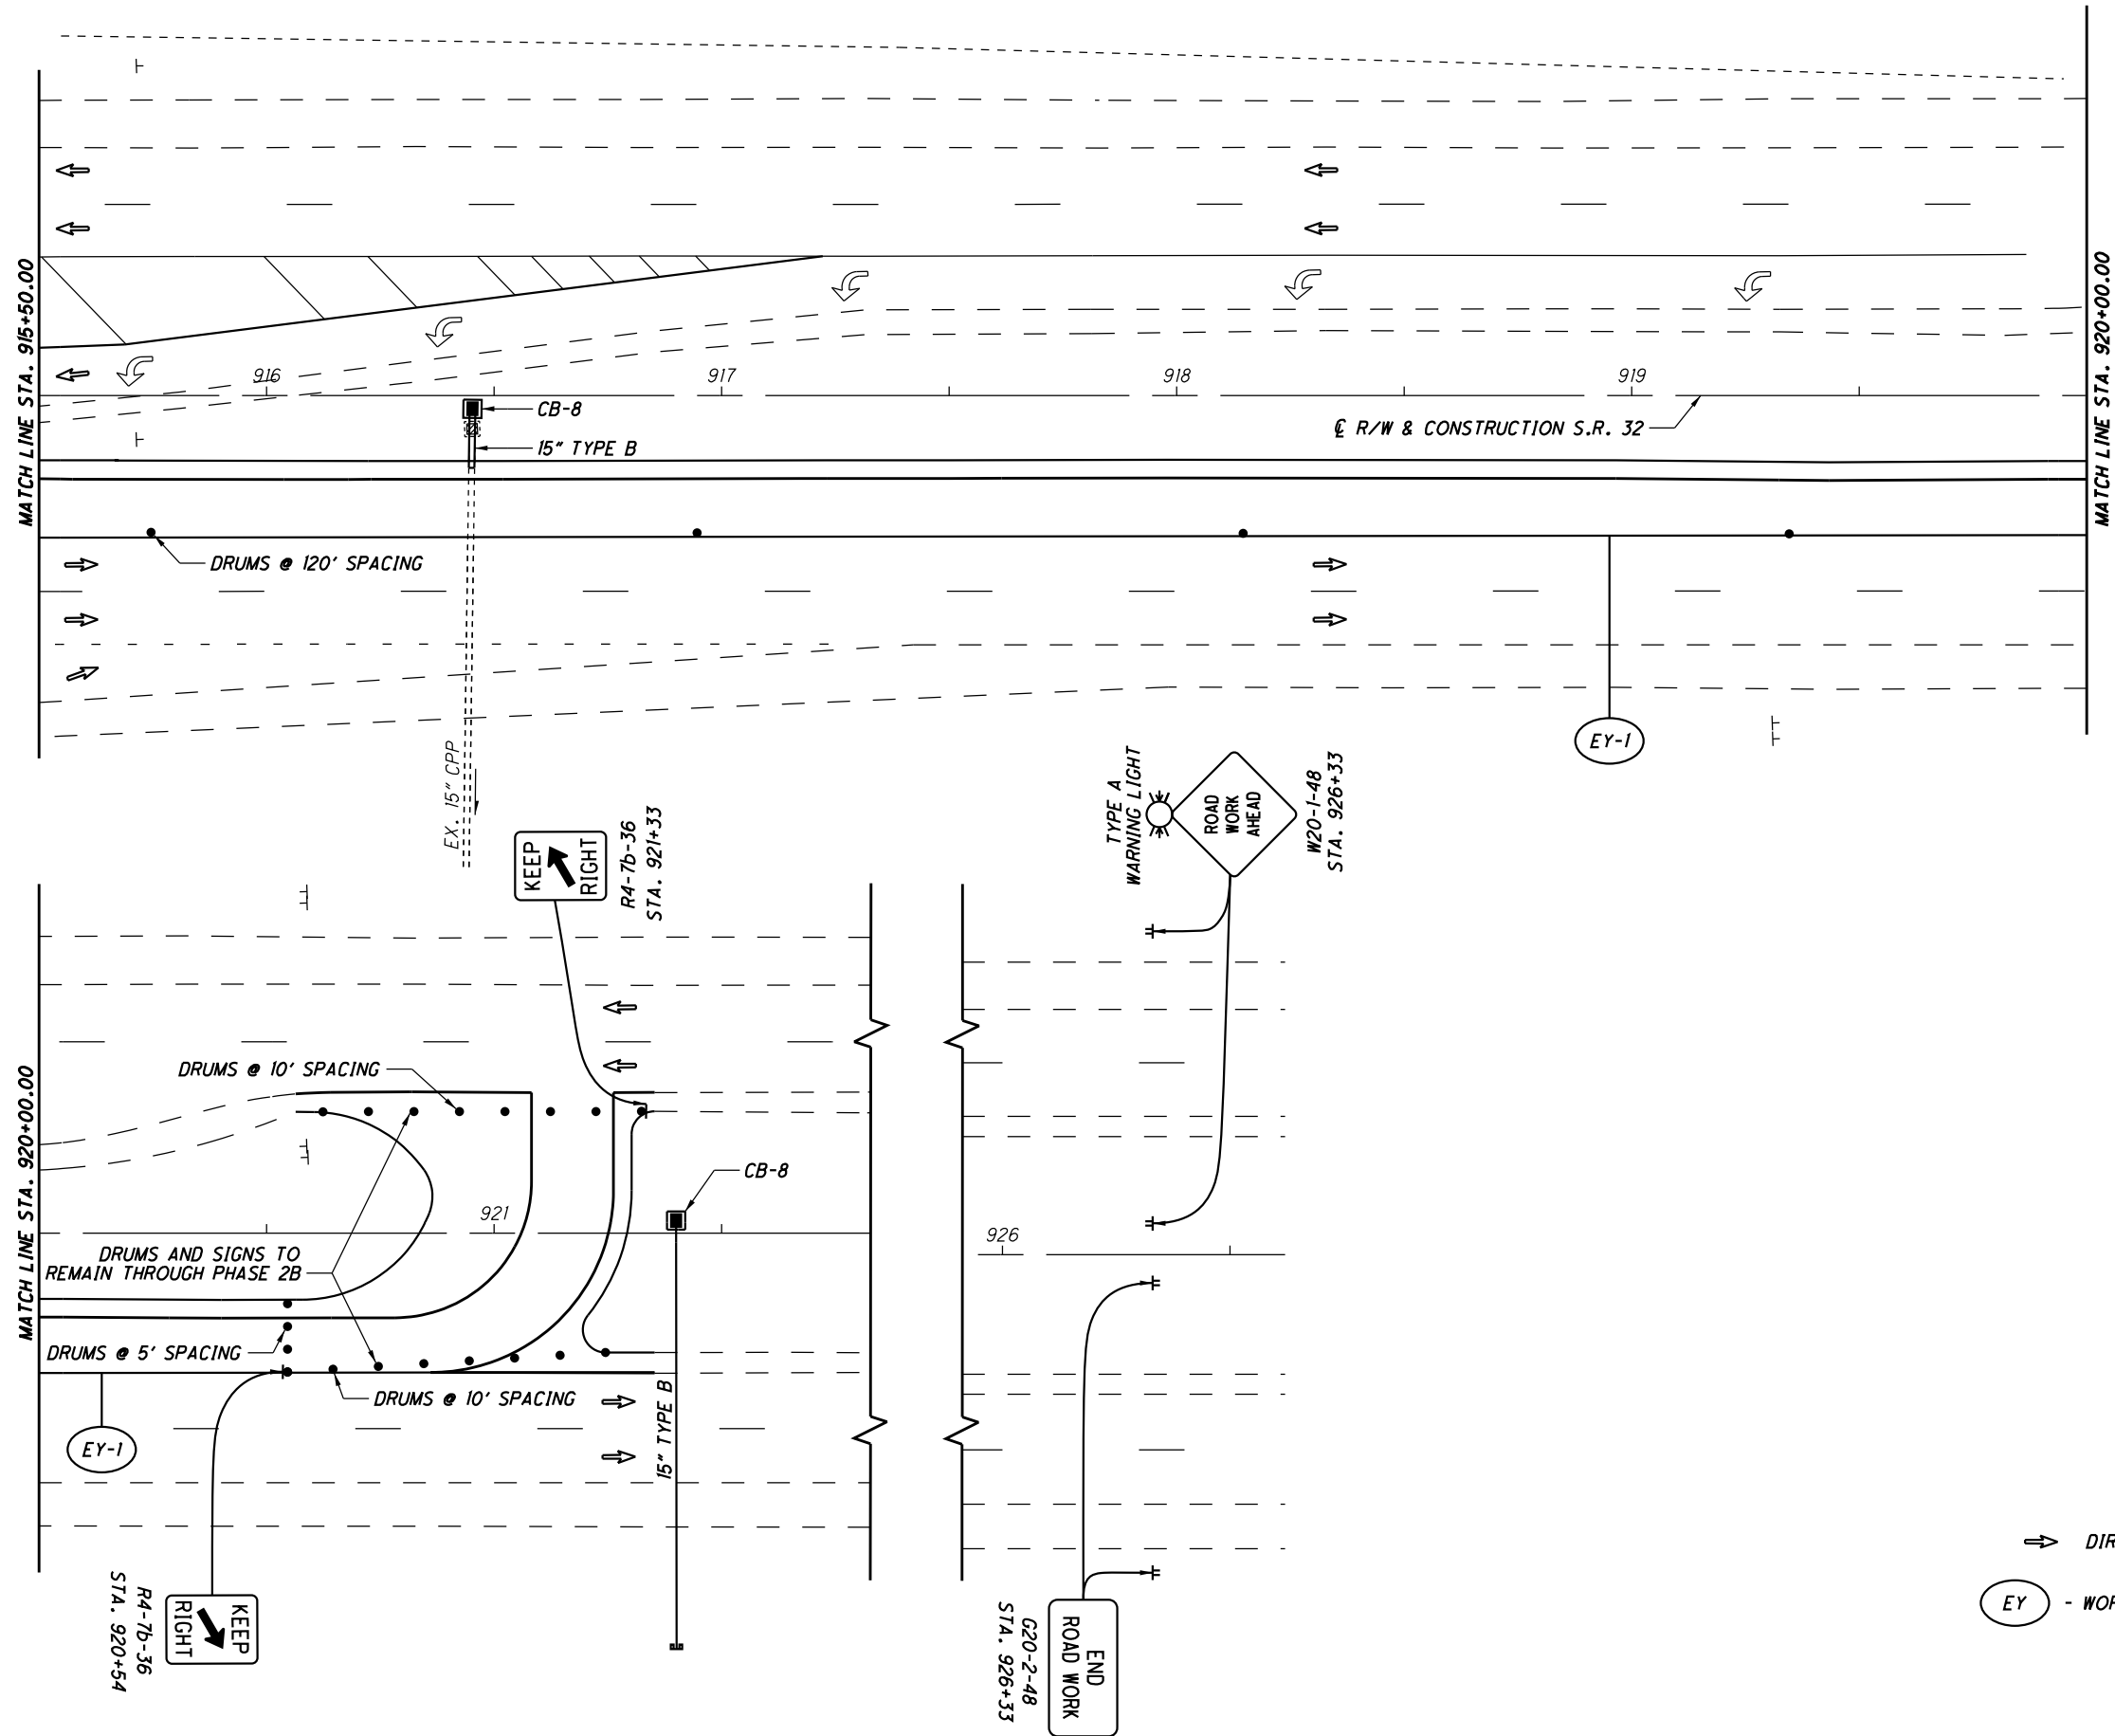 MATCH LINE STA. 915+50.00
916
917
918
919
CB-8
15" TYPE B
℄ R/W & CONSTRUCTION S.R. 32
DRUMS @ 120' SPACING
EX. 15" CPP
EY-1
MATCH LINE STA. 920+00.00
MATCH LINE STA. 920+00.00
KEEP
RIGHT
R4-7b-36
STA. 921+33
TYPE A
WARNING LIGHT
ROAD
WORK
AHEAD
W20-1-48
STA. 926+33
DRUMS @ 10' SPACING
CB-8
921
926
DRUMS AND SIGNS TO
REMAIN THROUGH PHASE 2B
DRUMS @ 5' SPACING
DRUMS @ 10' SPACING
15" TYPE B
EY-1
KEEP
RIGHT
R4-7b-36
STA. 920+54
END
ROAD WORK
G20-2-48
STA. 926+33
DIR
EY - WOR